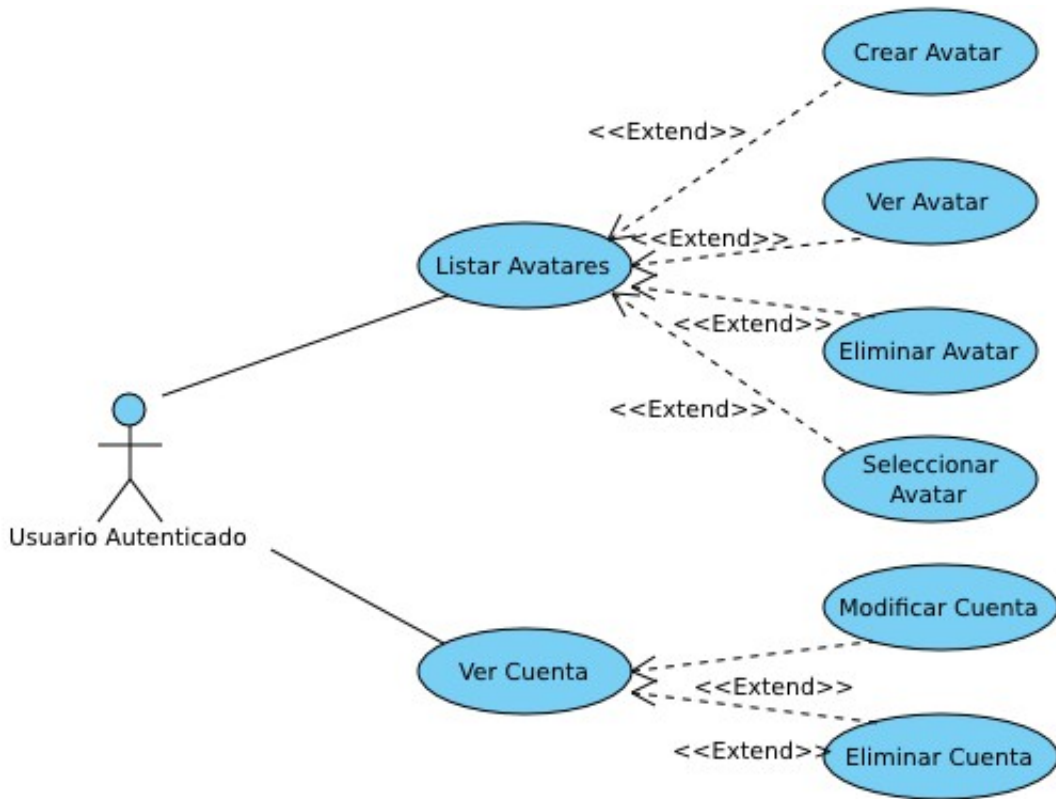 Crear Avatar
<<Extend>>
Ver Avatar
<<Extend>>
Listar Avatares
<<Extend>>
Eliminar Avatar
<<Extend>>
Seleccionar
Avatar
Usuario Autenticado
Modificar Cuenta
Ver Cuenta
<<Extend>>
<<Extend>>
Eliminar Cuenta